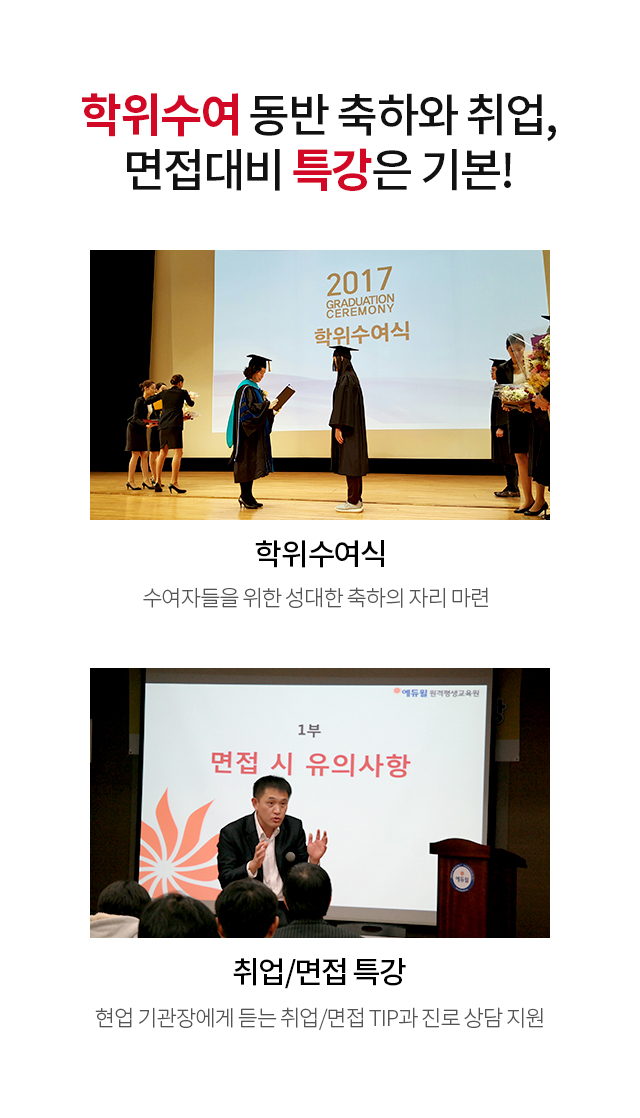 학위수여 동반 축하와 취업,
면접대비 특강은 기본!
2017
GRADUATION
CEREMONY
학위수여식
학위수여식
수여자들을 위한 성대한 축하의 자리 마련
에듀윌 원격평생교육원
1부
면접 시 유의사항
에듀윌
취업/면접 특강
현업 기관장에게 듣는 취업/면접 TIP과 진로 상담 지원